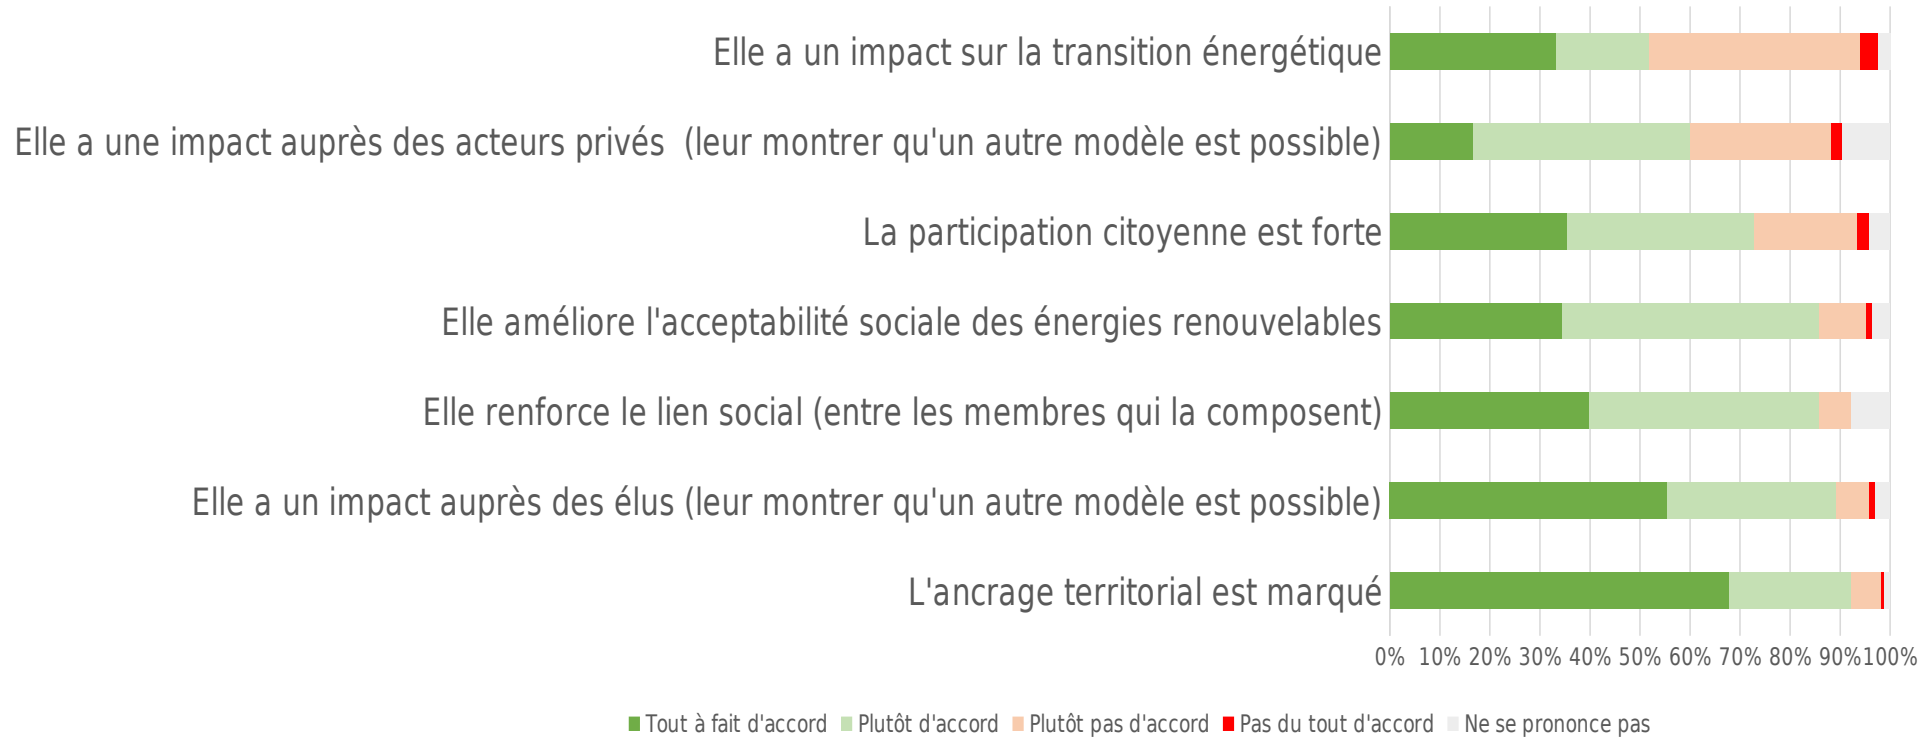 Elle a un impact sur la transition énergétique
Elle a une impact auprès des acteurs privés  (leur montrer qu'un autre modèle est possible)
La participation citoyenne est forte
Elle améliore l'acceptabilité sociale des énergies renouvelables
Elle renforce le lien social (entre les membres qui la composent)
Elle a un impact auprès des élus (leur montrer qu'un autre modèle est possible)
L'ancrage territorial est marqué
0% 10% 20% 30% 40% 50% 60% 70% 80% 90% 100%
Tout à fait d'accord Plutôt d'accord Plutôt pas d'accord Pas du tout d'accord Ne se prononce pas